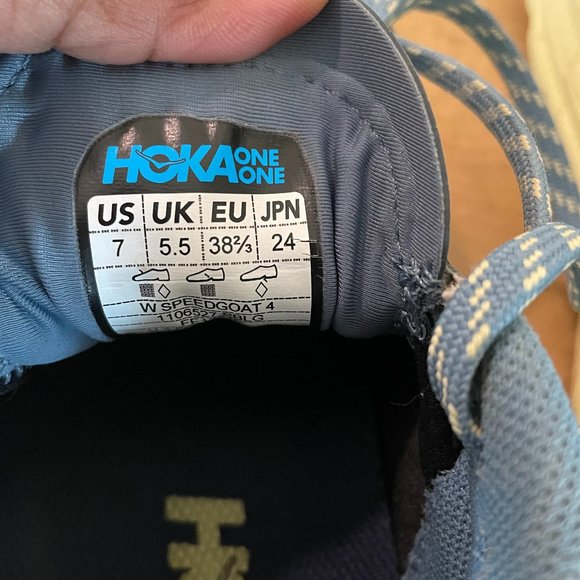 HOKA ONE ONE
US UK EU JPN
7 5.5 38⅔ 24
W SPEEDGOAT 4
H